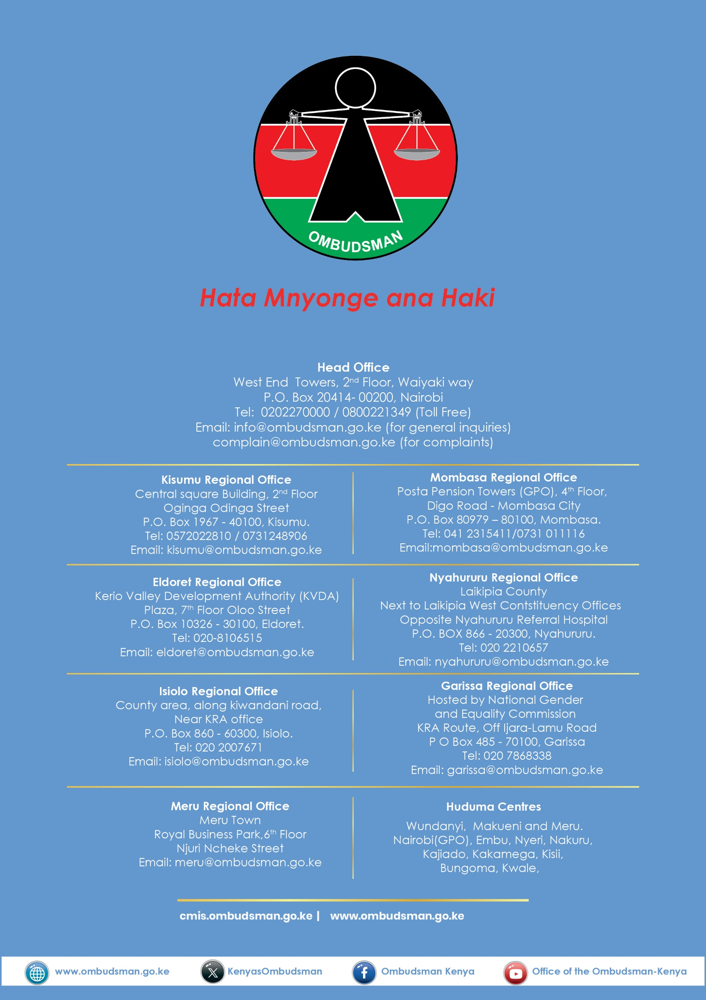 OMBUDSMAN
Hata Mnyonge ana Haki
Head Office
West End Towers, 2nd Floor, Waiyaki way
P.O. Box 20414- 00200, Nairobi
Tel: 0202270000 / 0800221349 (Toll Free)
Email: info@ombudsman.go.ke (for general inquiries)
complain@ombudsman.go.ke (for complaints)
Kisumu Regional Office
Central square Building, 2nd Floor
Oginga Odinga Street
P.O. Box 1967 - 40100, Kisumu.
Tel: 0572022810 / 0731248906
Email: kisumu@ombudsman.go.ke
Mombasa Regional Office
Posta Pension Towers (GPO), 4th Floor,
Digo Road - Mombasa City
P.O. Box 80979 – 80100, Mombasa.
Tel: 041 2315411/0731 011116
Email:mombasa@ombudsman.go.ke
Eldoret Regional Office
Kerio Valley Development Authority (KVDA)
Plaza, 7th Floor Oloo Street
P.O. Box 10326 - 30100, Eldoret.
Tel: 020-8106515
Email: eldoret@ombudsman.go.ke
Nyahururu Regional Office
Laikipia County
Next to Laikipia West Contstituency Offices
Opposite Nyahururu Referral Hospital
P.O. BOX 866 - 20300, Nyahururu.
Tel: 020 2210657
Email: nyahururu@ombudsman.go.ke
Isiolo Regional Office
County area, along kiwandani road,
Near KRA office
P.O. Box 860 - 60300, Isiolo.
Tel: 020 2007671
Email: isiolo@ombudsman.go.ke
Garissa Regional Office
Hosted by National Gender
and Equality Commission
KRA Route, Off Ijara-Lamu Road
P O Box 485 - 70100, Garissa
Tel: 020 7868338
Email: garissa@ombudsman.go.ke
Meru Regional Office
Meru Town
Royal Business Park,6th Floor
Njuri Ncheke Street
Email: meru@ombudsman.go.ke
Huduma Centres
Wundanyi, Makueni and Meru.
Nairobi(GPO), Embu, Nyeri, Nakuru,
Kajiado, Kakamega, Kisii,
Bungoma, Kwale,
cmis.ombudsman.go.ke | www.ombudsman.go.ke
www.ombudsman.go.ke KenyasOmbudsman Ombudsman Kenya Office of the Ombudsman-Kenya